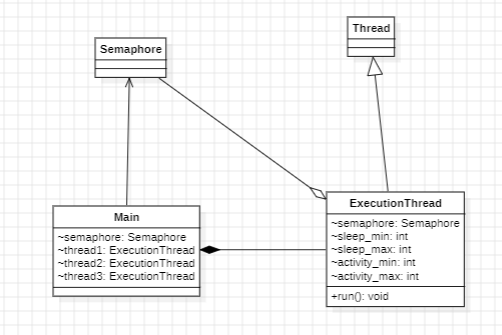 Thread
Semaphore
Main
~semaphore: Semaphore
~thread1: ExecutionThread
~thread2: ExecutionThread
~thread3: ExecutionThread
ExecutionThread
~semaphore: Semaphore
~sleep_min: int
~sleep_max: int
~activity_min: int
~activity_max: int
+run(): void